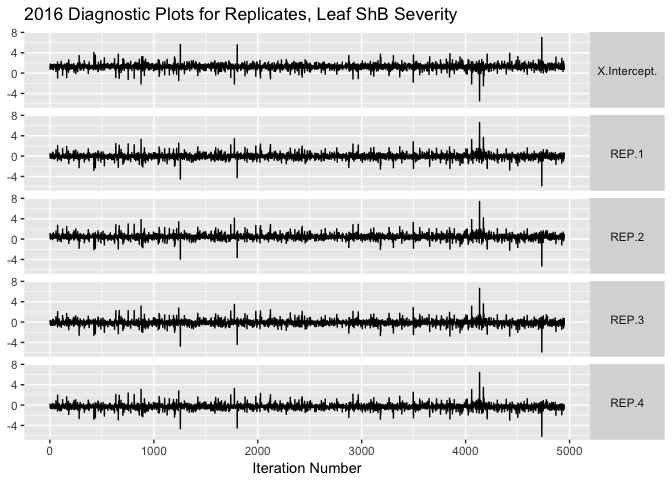 2016 Diagnostic Plots for Replicates, Leaf ShB Severity
8
4
0
-4
X.Intercept.
8
4
0
-4
REP.1
8
4
0
-4
REP.2
8
4
0
-4
REP.3
8
4
0
-4
REP.4
0 1000 2000 3000 4000 5000
Iteration Number